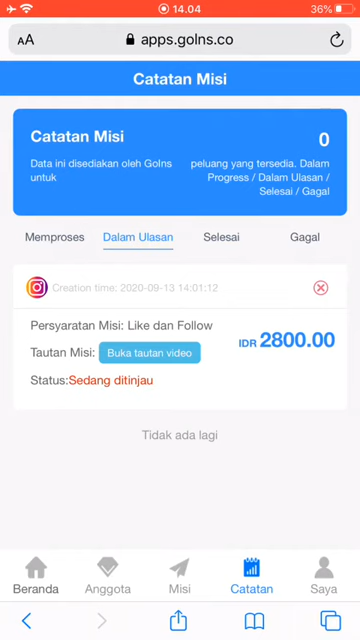 14.04
36%
AA
apps.golns.co
Catatan Misi
Catatan Misi
0
Data ini disediakan oleh Golns untuk
peluang yang tersedia. Dalam Progress / Dalam Ulasan / Selesai / Gagal
Memproses
Dalam Ulasan
Selesai
Gagal
Creation time: 2020-09-13 14:01:12
Persyaratan Misi: Like dan Follow
IDR 2800.00
Tautan Misi: Buka tautan video
Status:Sedang ditinjau
Tidak ada lagi
Beranda
Anggota
Misi
Catatan
Saya